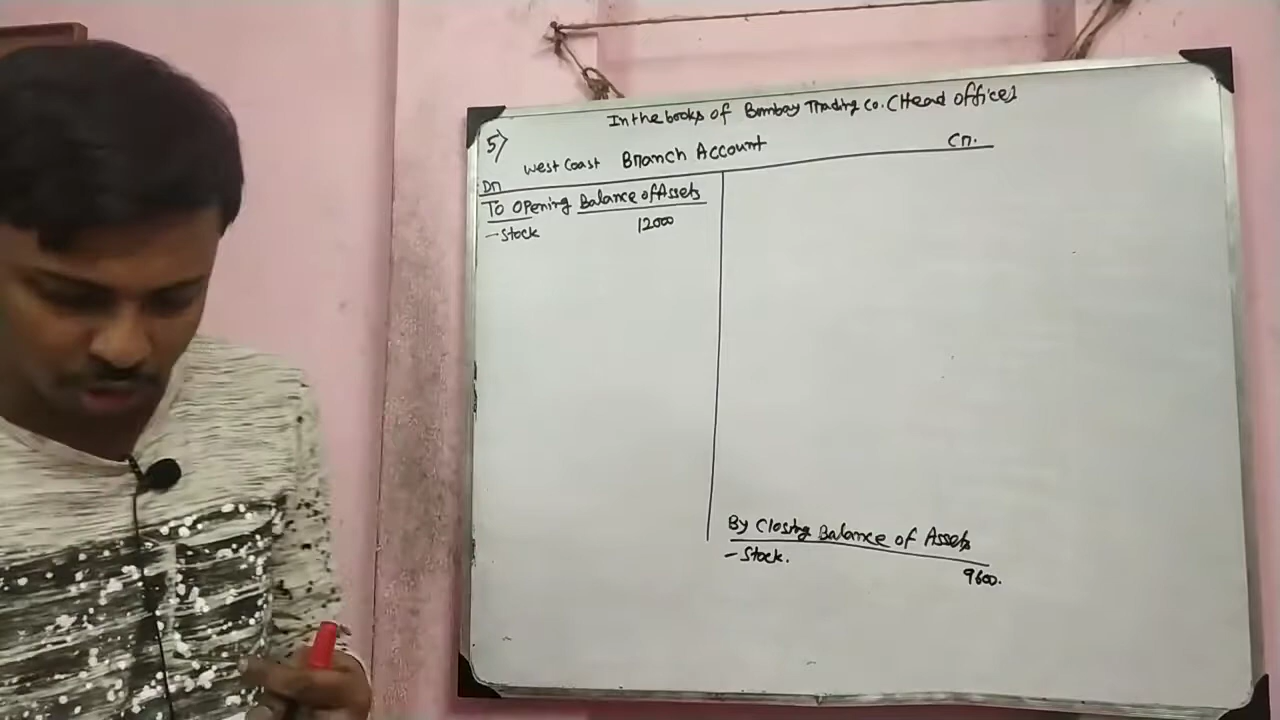 In the books of Bombay Trading Co. (Head Office)
5)
West Coast Branch Account
Dr
Cr.
To Opening Balance of Assets
- Stock 12000
By Closing Balance of Assets
- Stock. 9600.